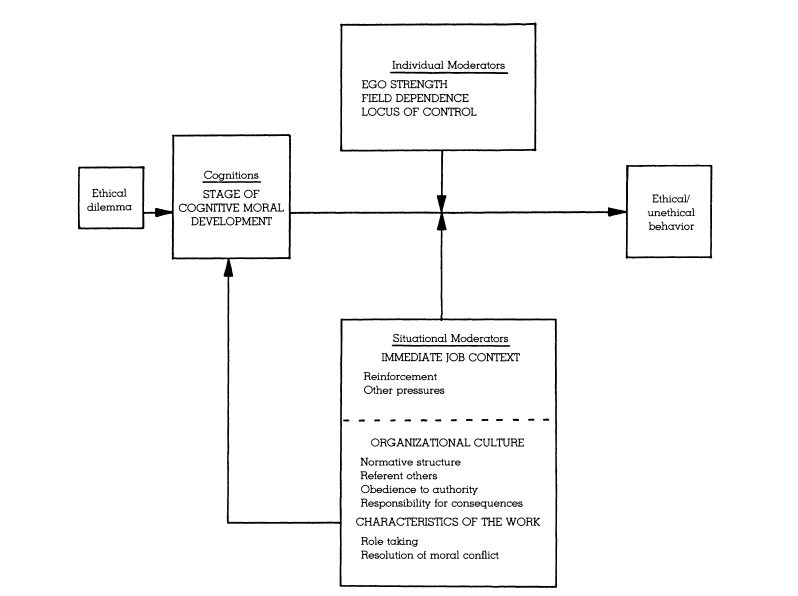 Individual Moderators
EGO STRENGTH
FIELD DEPENDENCE
LOCUS OF CONTROL
Ethical
dilemma
Cognitions
STAGE OF
COGNITIVE MORAL
DEVELOPMENT
Ethical/
unethical
behavior
Situational Moderators
IMMEDIATE JOB CONTEXT
Reinforcement
Other pressures
ORGANIZATIONAL CULTURE
Normative structure
Referent others
Obedience to authority
Responsibility for consequences
CHARACTERISTICS OF THE WORK
Role taking
Resolution of moral conflict